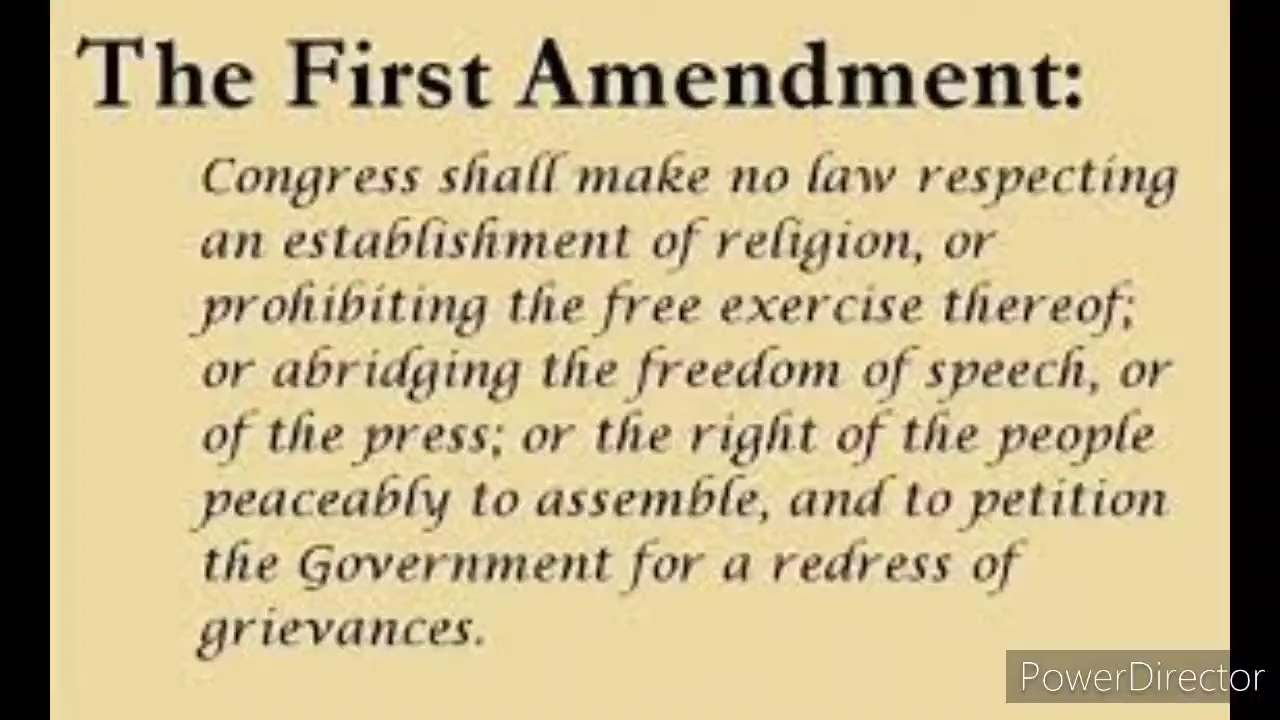 The First Amendment:
Congress shall make no law respecting
an establishment of religion, or
prohibiting the free exercise thereof;
or abridging the freedom of speech, or
of the press; or the right of the people
peaceably to assemble, and to petition
the Government for a redress of
grievances.
PowerDirector